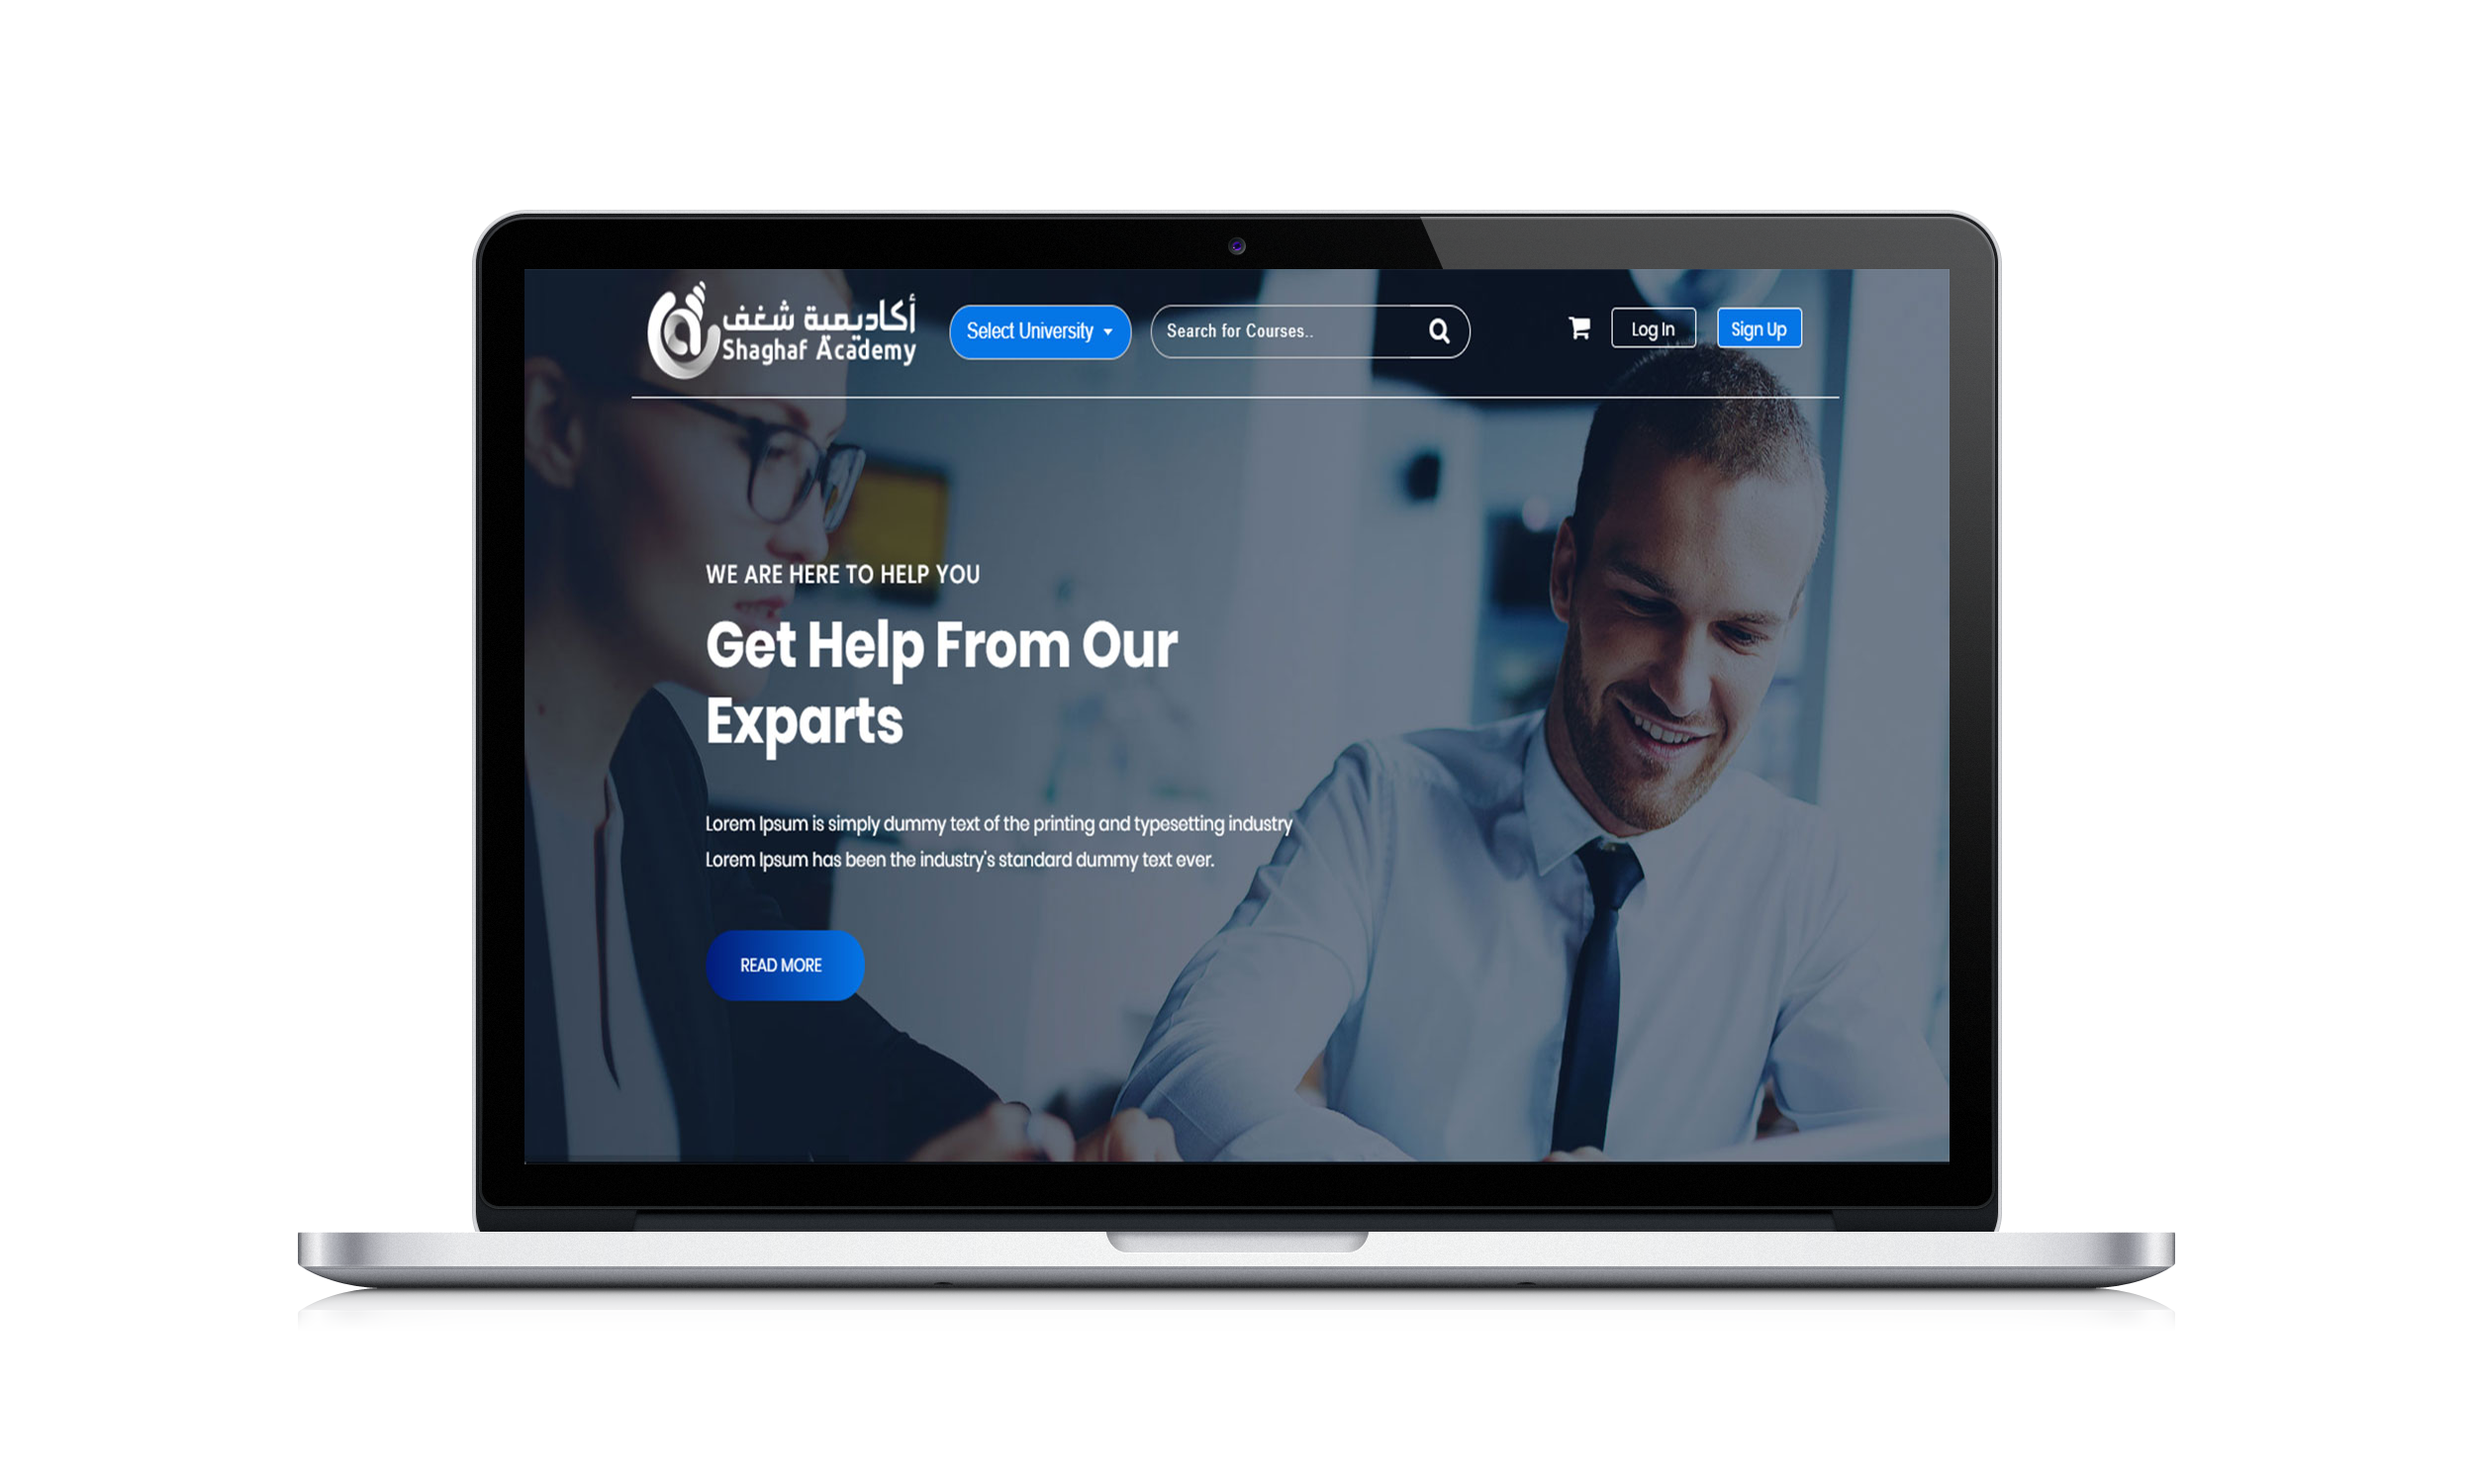 أكاديمية شغف
Shaghaf Academy
Select University
Search for Courses..
Log In
Sign Up
WE ARE HERE TO HELP YOU
Get Help From Our
Exparts
Lorem Ipsum is simply dummy text of the printing and typesetting industry
Lorem Ipsum has been the industry's standard dummy text ever.
READ MORE